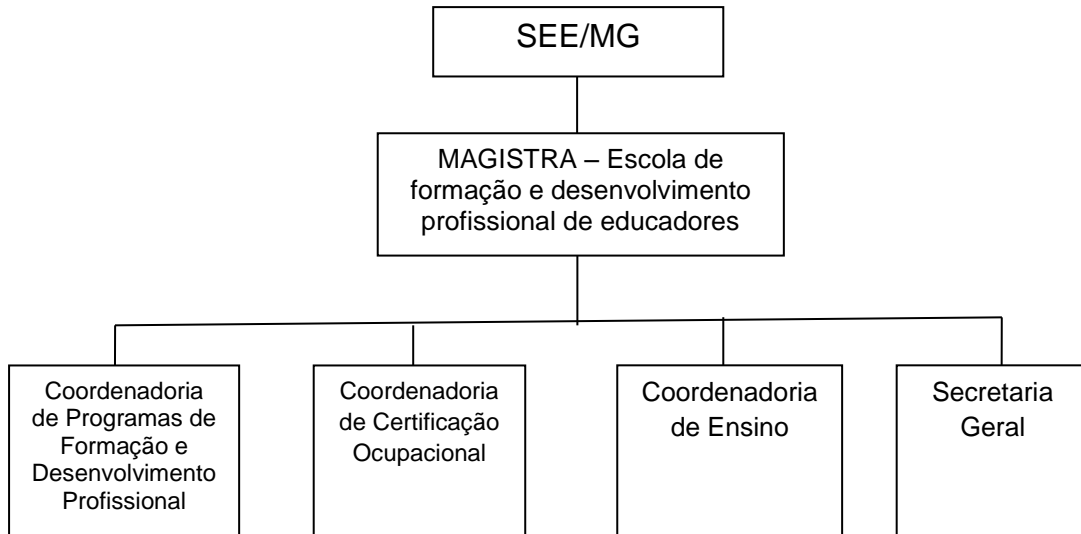 SEE/MG
MAGISTRA – Escola de
formação e desenvolvimento
profissional de educadores
Coordenadoria
de Programas de
Formação e
Desenvolvimento
Profissional
Coordenadoria
de Certificação
Ocupacional
Coordenadoria
de Ensino
Secretaria
Geral